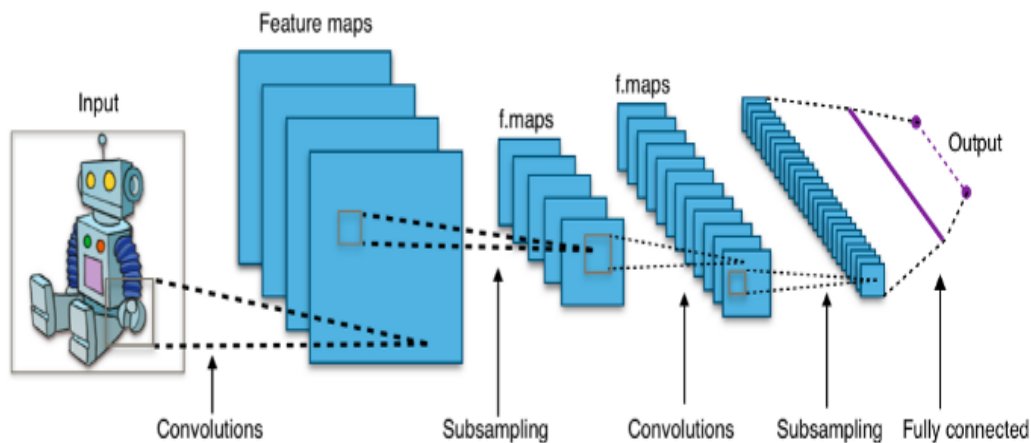 Feature maps
f.maps
Input
f.maps
Output
Convolutions
Subsampling
Convolutions
Subsampling
Fully connected